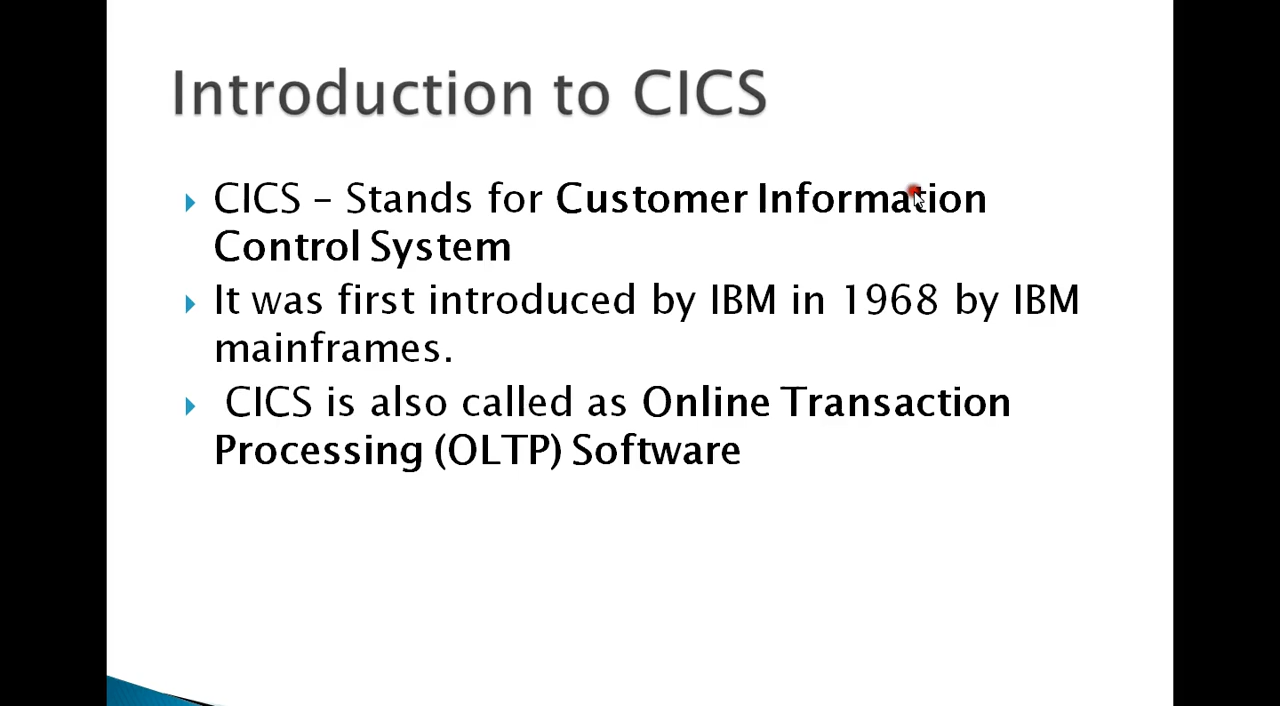 Introduction to CICS
CICS – Stands for Customer Information
Control System
It was first introduced by IBM in 1968 by IBM
mainframes.
CICS is also called as Online Transaction
Processing (OLTP) Software